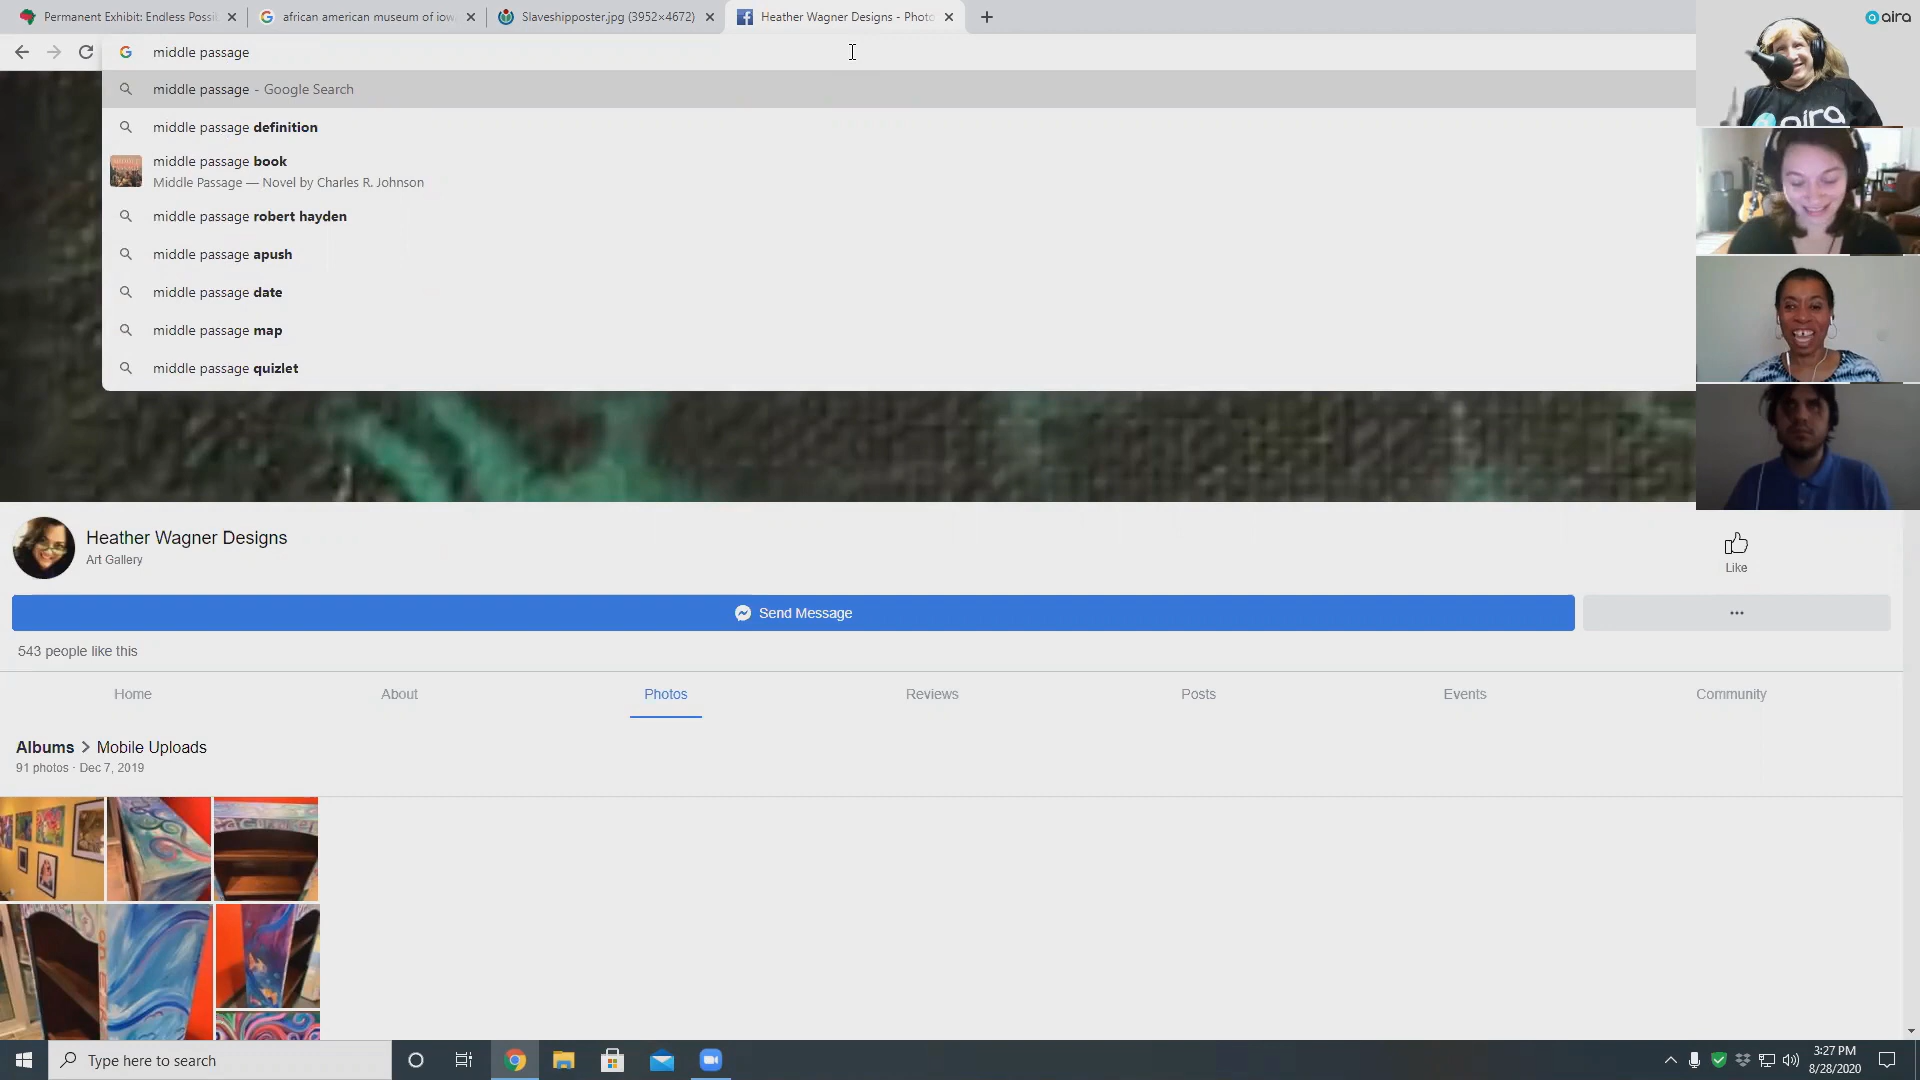 Permanent Exhibit: Endless Possi
african american museum of iow
Slaveshipposter.jpg (3952×4672)
Heather Wagner Designs - Photo
middle passage
middle passage - Google Search
middle passage definition
middle passage book
Middle Passage — Novel by Charles R. Johnson
middle passage robert hayden
middle passage apush
middle passage date
middle passage map
middle passage quizlet
aira
aira
Heather Wagner Designs
Art Gallery
Like
Send Message
543 people like this
Home
About
Photos
Reviews
Posts
Events
Community
Albums > Mobile Uploads
91 photos · Dec 7, 2019
Type here to search
3:27 PM
8/28/2020